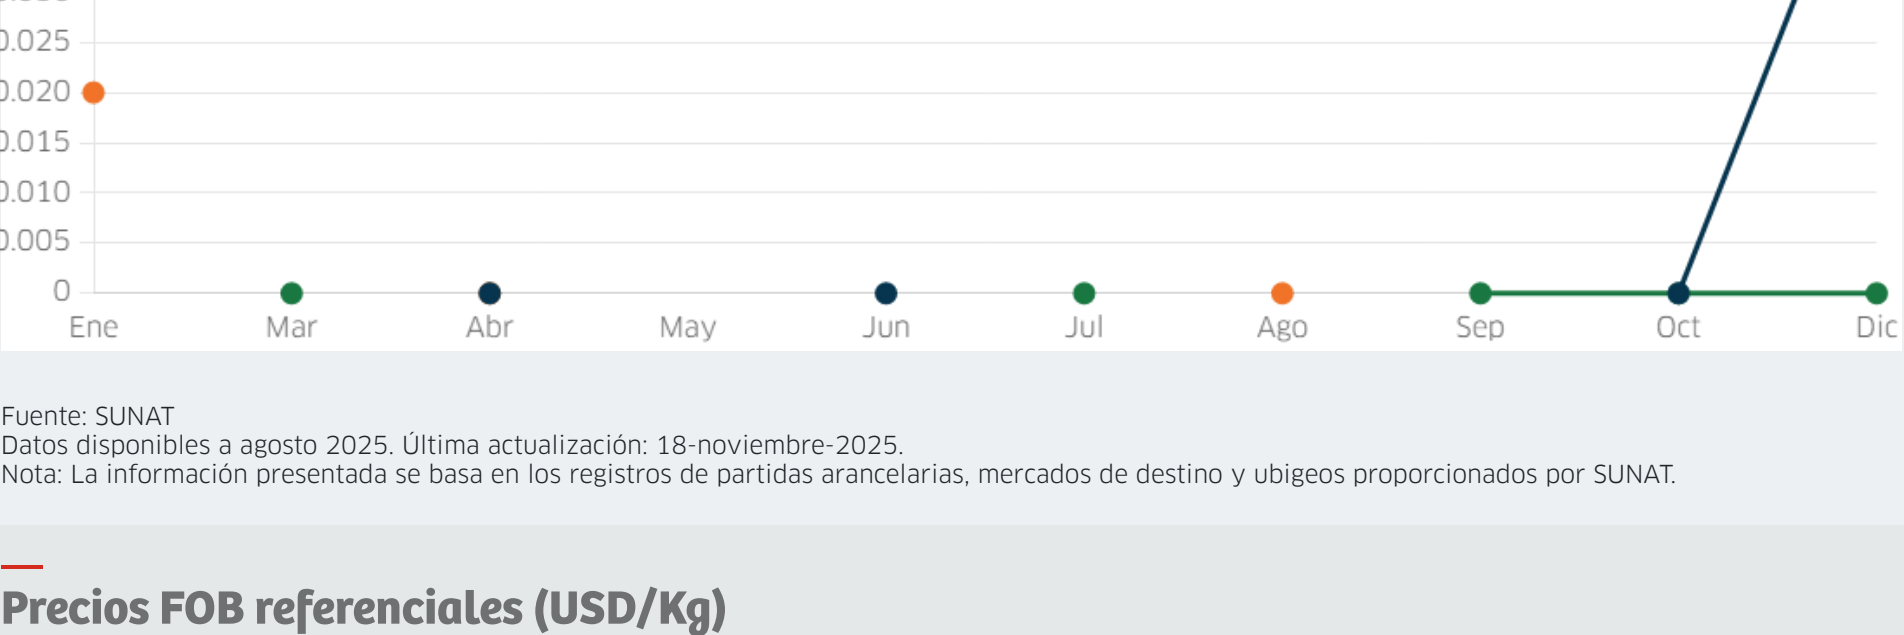 0.025
0.020
0.015
0.010
0.005
0
Ene Mar Abr May Jun Jul Ago Sep Oct Dic
Fuente: SUNAT
Datos disponibles a agosto 2025. Última actualización: 18-noviembre-2025.
Nota: La información presentada se basa en los registros de partidas arancelarias, mercados de destino y ubigeos proporcionados por SUNAT.
Precios FOB referenciales (USD/Kg)